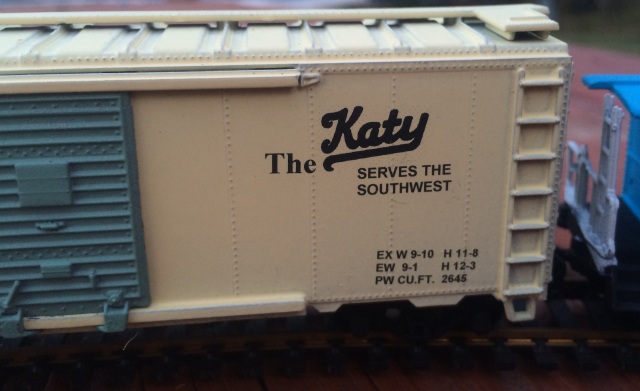 The Katy
SERVES THE
SOUTHWEST
EX W 9-10 H 11-8
EW 9-1 H 12-3
PW CU.FT. 2645